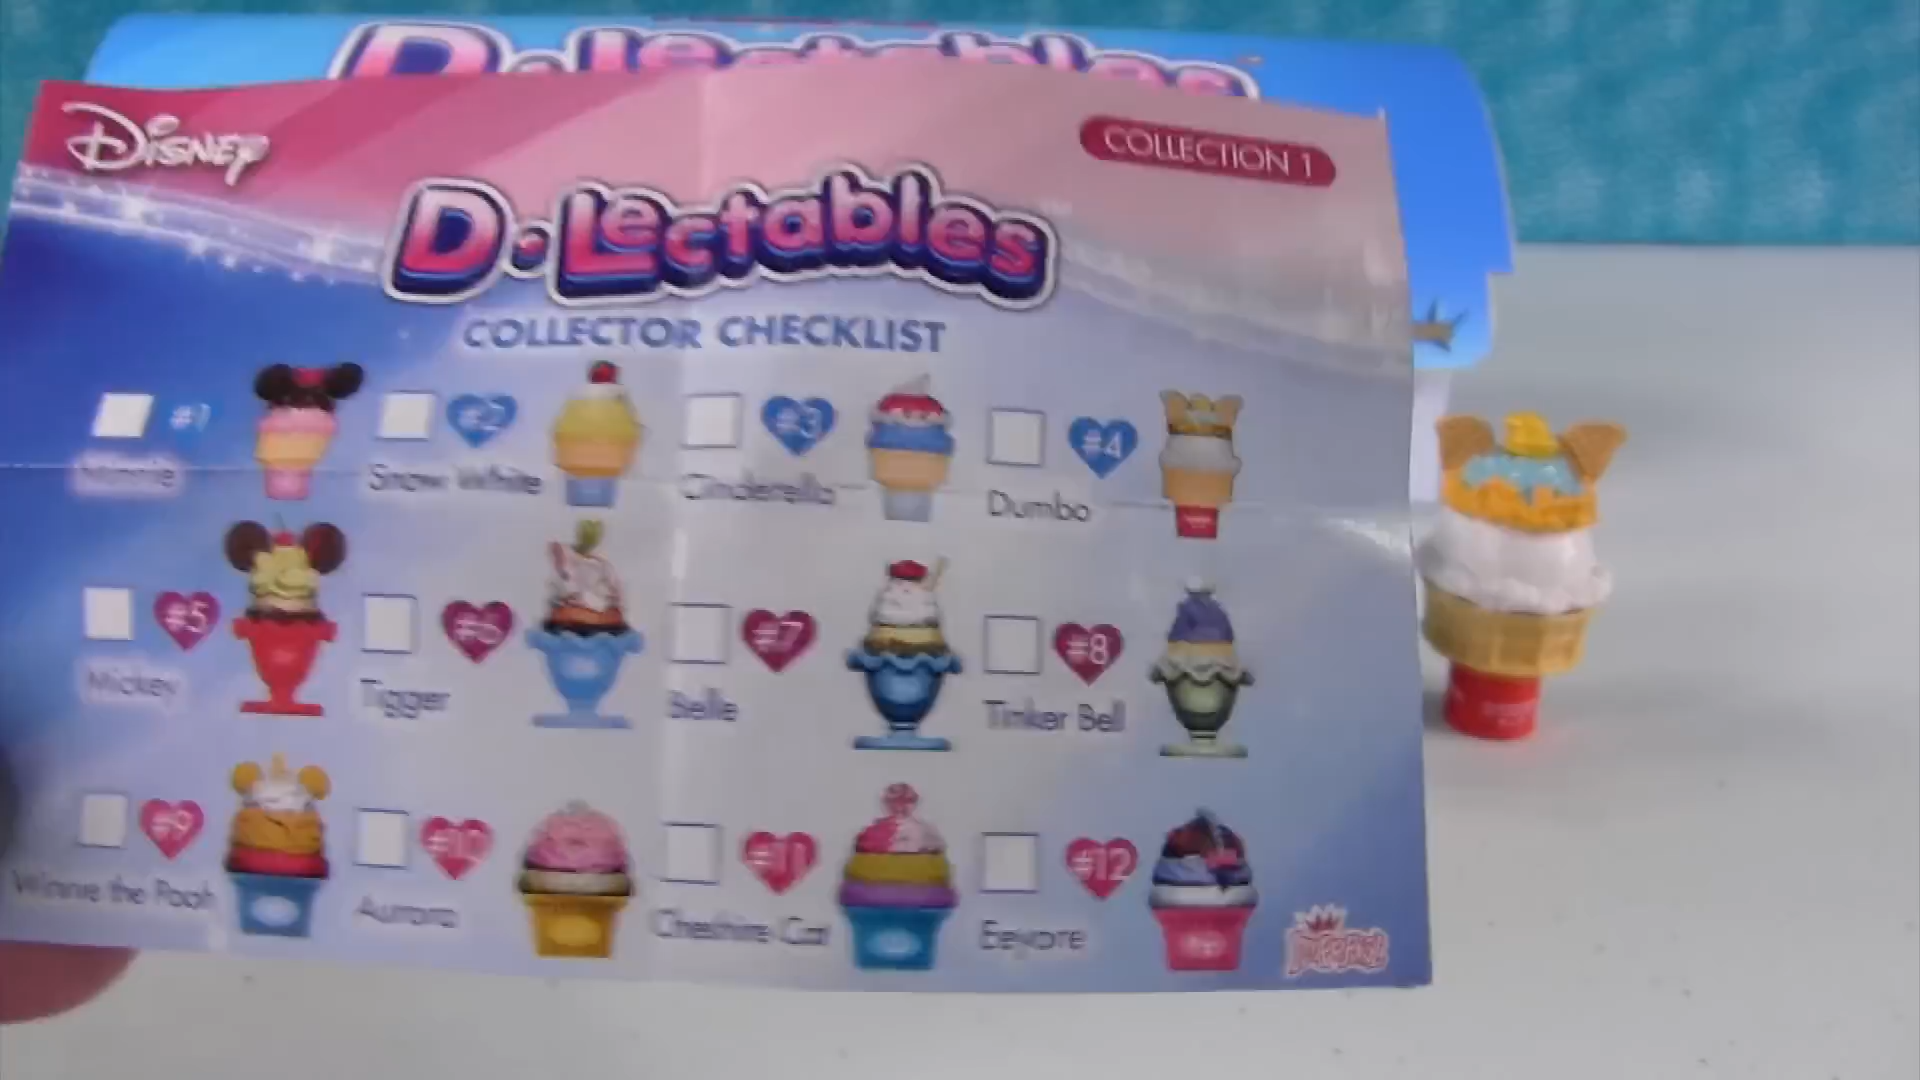 D•Lectables
DISNEY
COLLECTION 1
D•Lectables
COLLECTOR CHECKLIST
#1 #2 #3 #4
Minnie Snow White Cinderella Dumbo
#5 #6 #7 #8
Mickey Tigger Belle Tinker Bell
#9 #10 #11 #12
Winnie the Pooh Aurora Cheshire Cat Eeyore